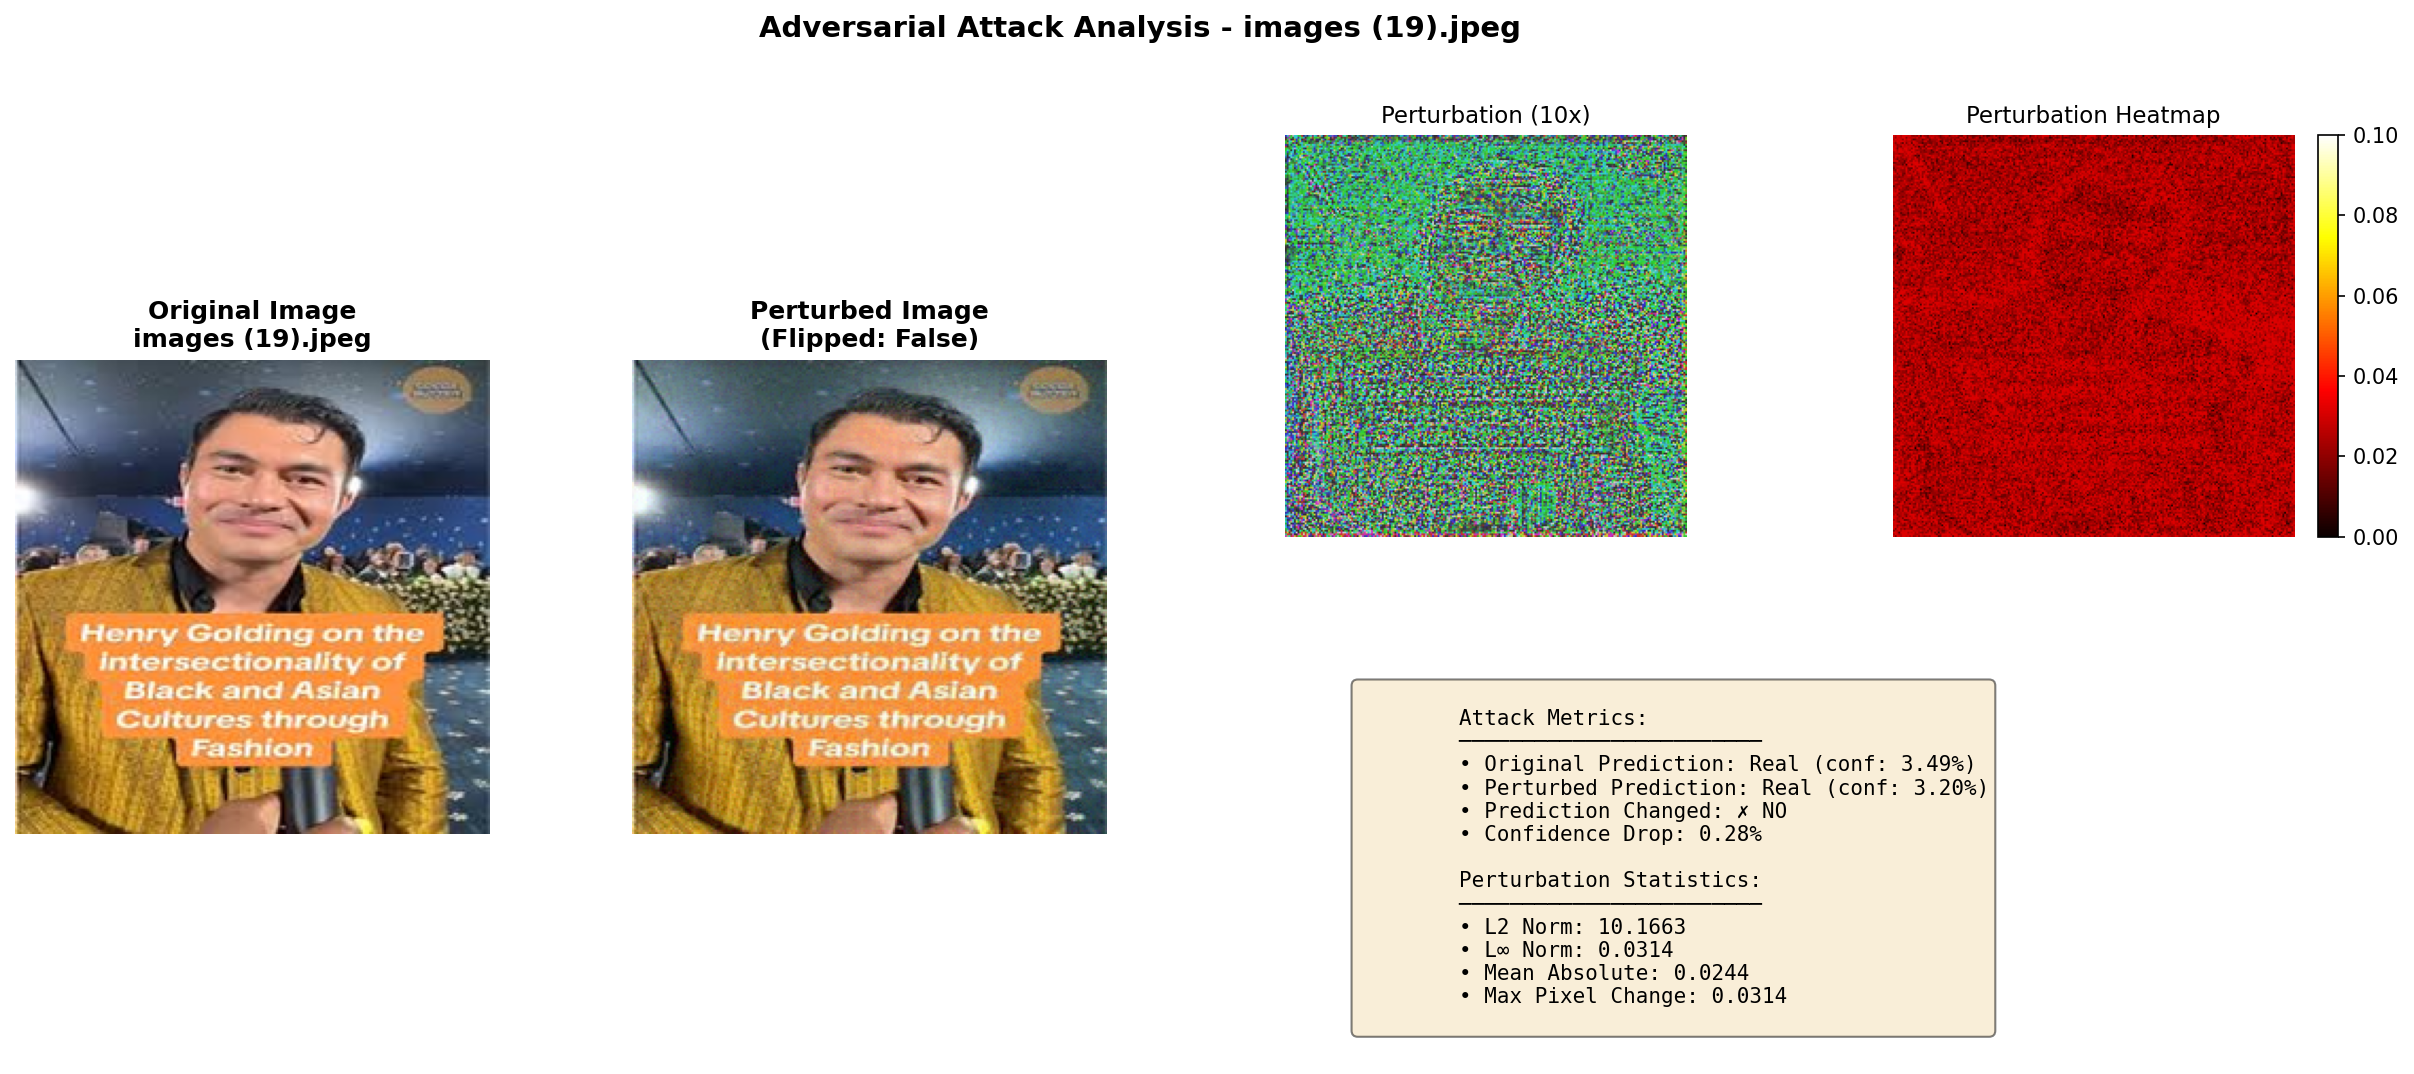 Adversarial Attack Analysis - images (19).jpeg
Original Image
images (19).jpeg
COCOA
BUTTER
Henry Golding on the
intersectionality of
Black and Asian
Cultures through
Fashion
Perturbed Image
(Flipped: False)
COCOA
BUTTER
Henry Golding on the
intersectionality of
Black and Asian
Cultures through
Fashion
Perturbation (10x)
Perturbation Heatmap
0.10
0.08
0.06
0.04
0.02
0.00
Attack Metrics:
• Original Prediction: Real (conf: 3.49%)
• Perturbed Prediction: Real (conf: 3.20%)
• Prediction Changed: ✗ NO
• Confidence Drop: 0.28%
Perturbation Statistics:
• L2 Norm: 10.1663
• L∞ Norm: 0.0314
• Mean Absolute: 0.0244
• Max Pixel Change: 0.0314